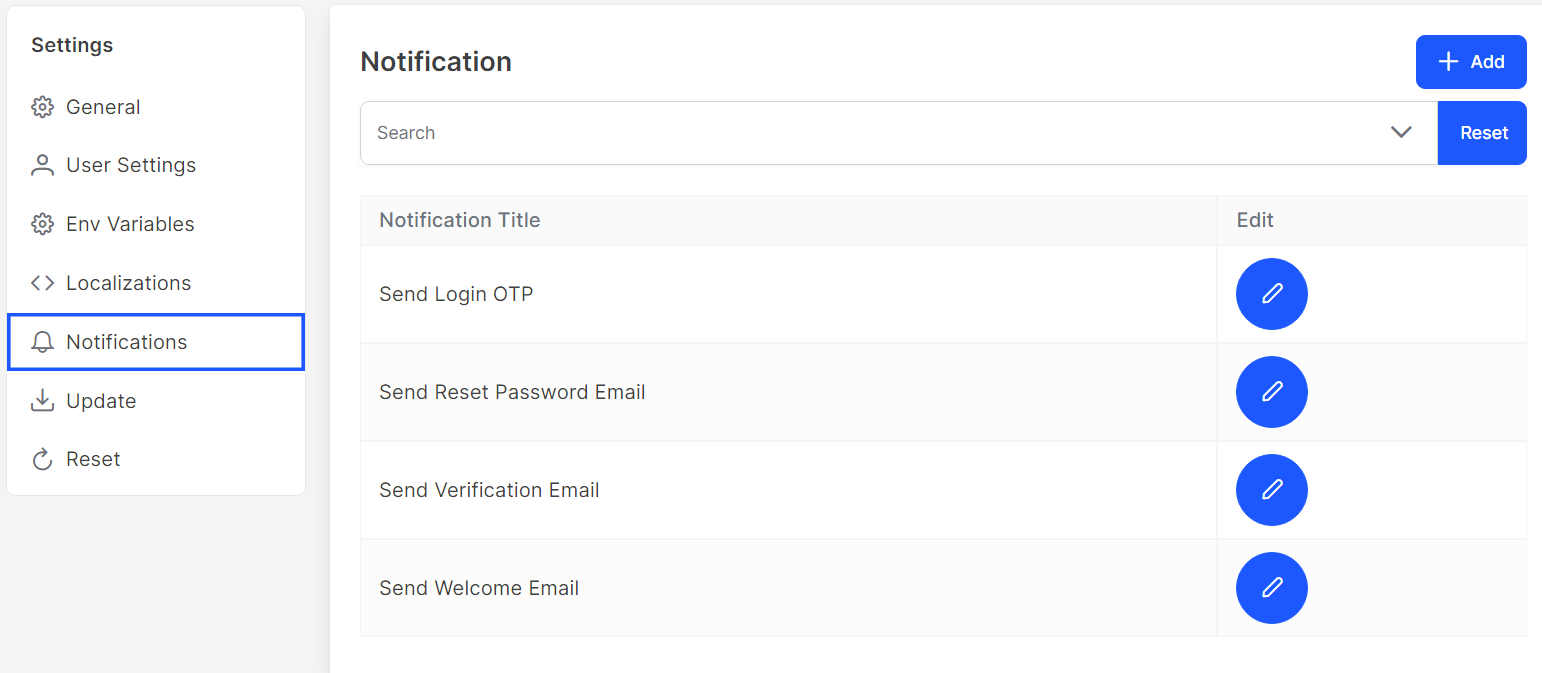 Settings
General
User Settings
Env Variables
Localizations
Notifications
Update
Reset
Notification
Add
Search
Reset
Notification Title Edit
Send Login OTP
Send Reset Password Email
Send Verification Email
Send Welcome Email